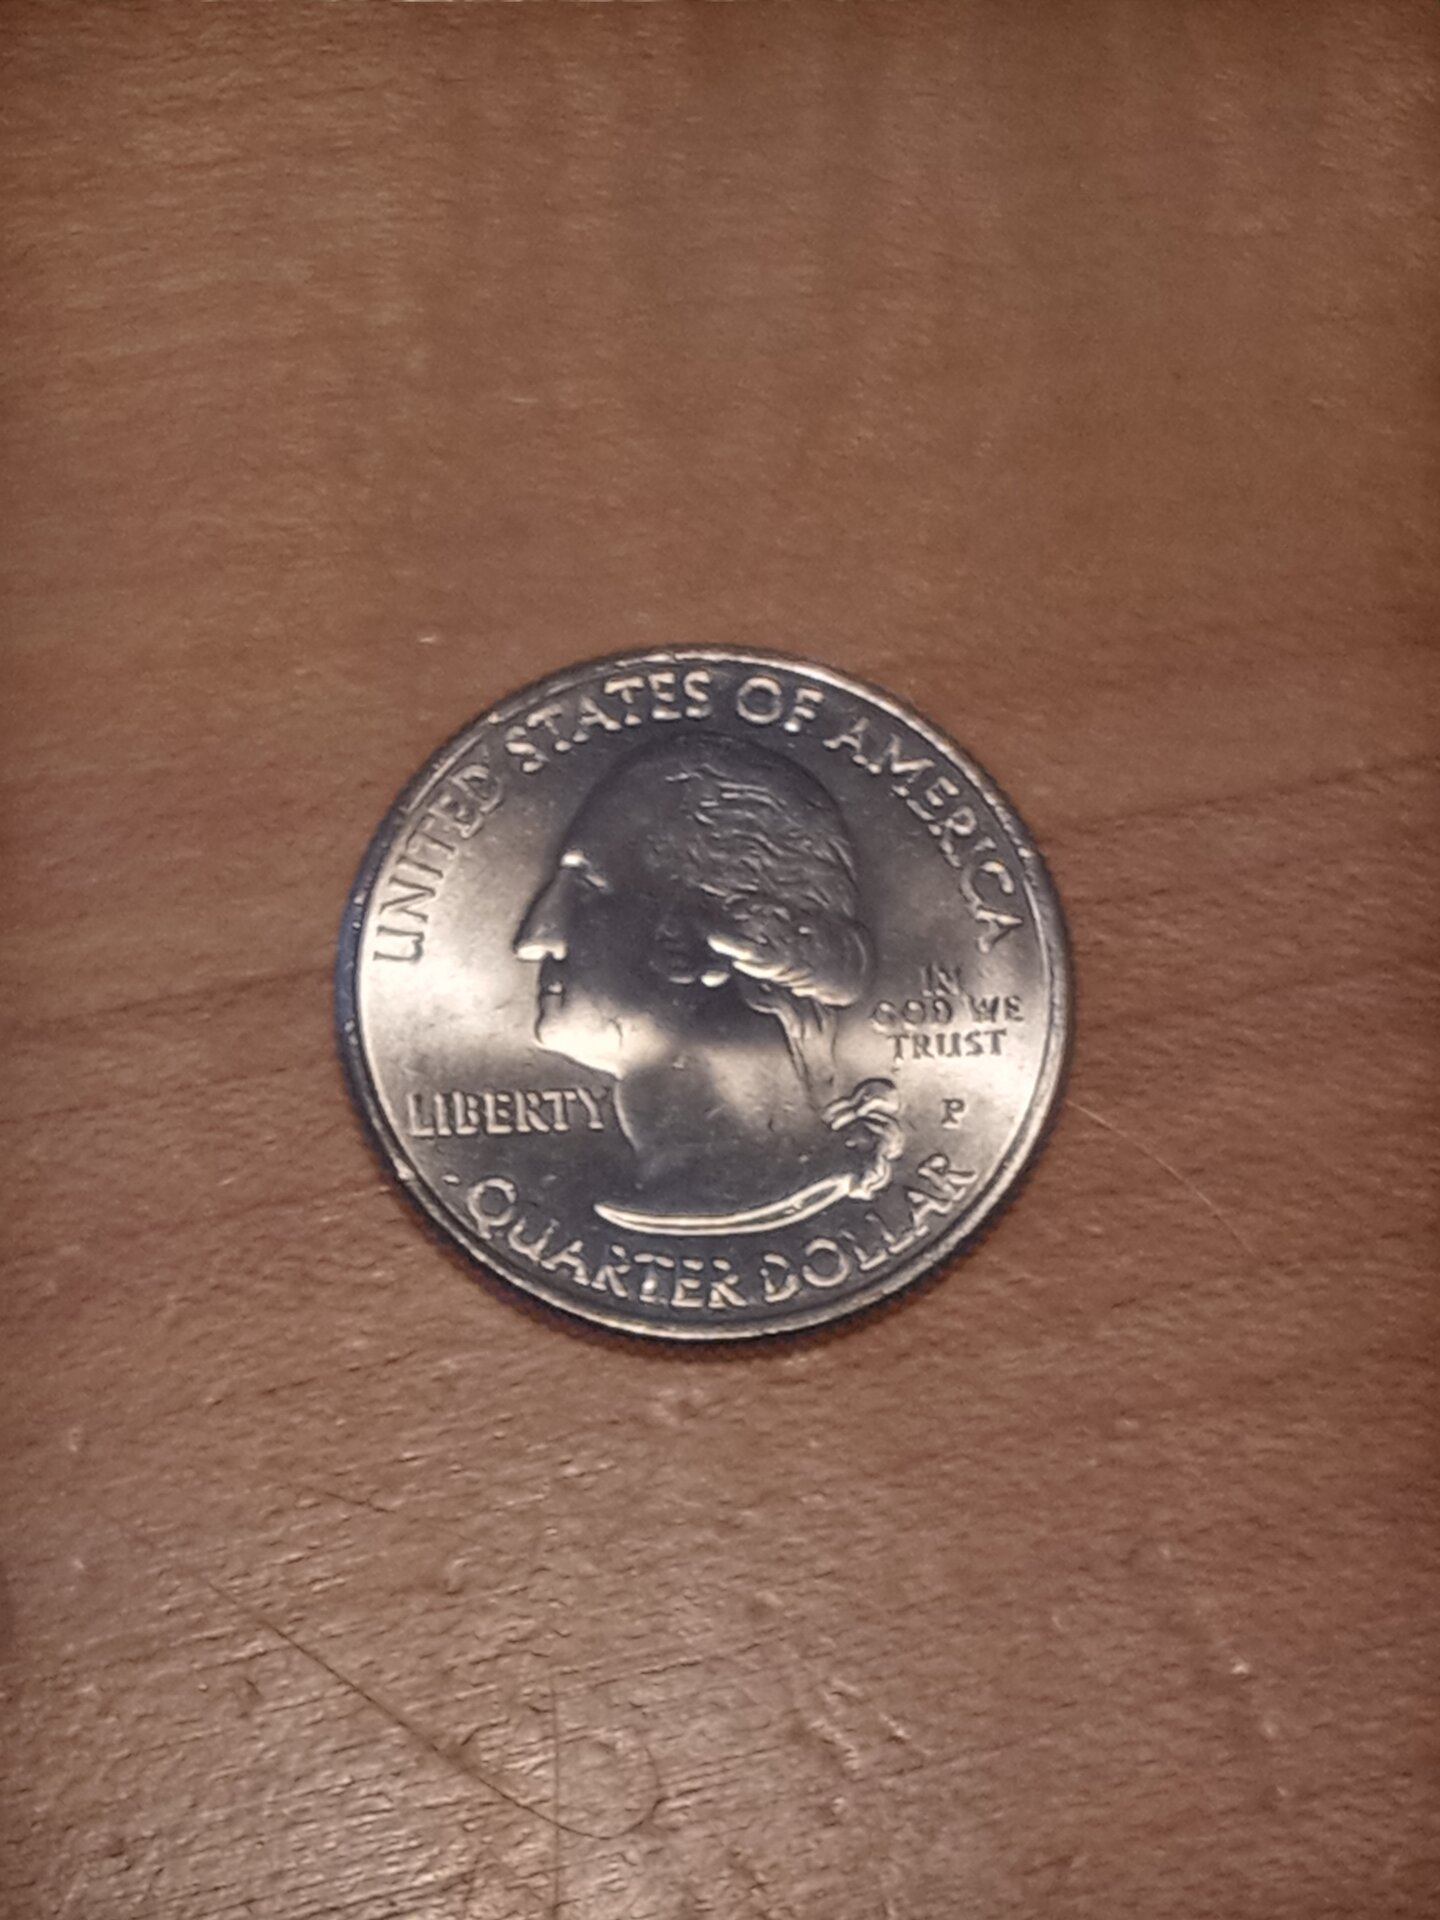 UNITED STATES OF AMERICA
IN
GOD WE
TRUST
LIBERTY
P
QUARTER DOLLAR